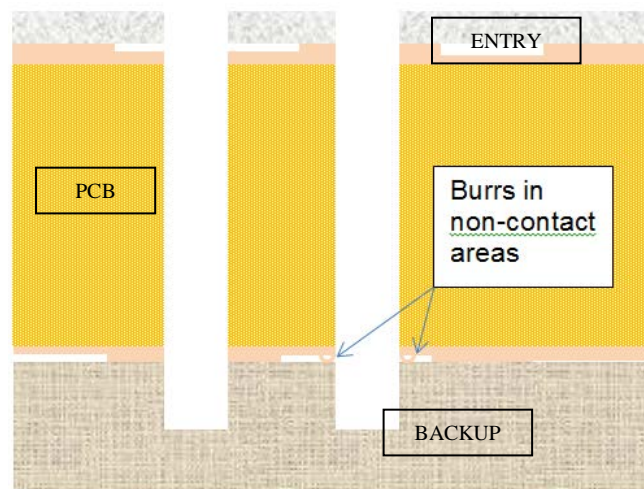 ENTRY
PCB
Burrs in
non-contact
areas
BACKUP